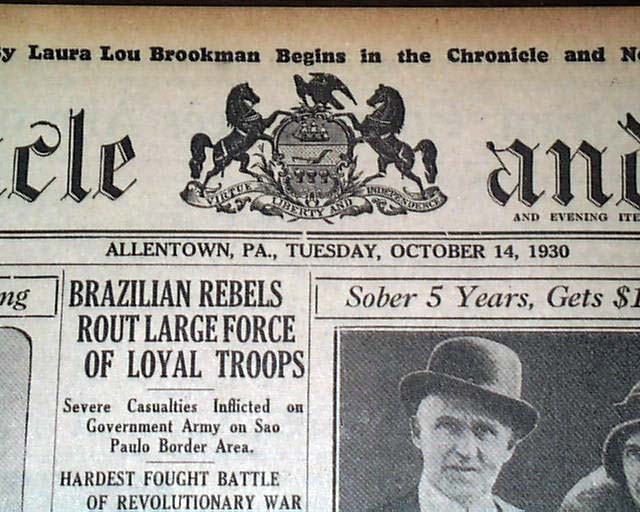 By Laura Lou Brookman Begins in the Chronicle and
cle and
VIRTUE LIBERTY AND INDEPENDENCE
AND EVENING ITE
ALLENTOWN, PA., TUESDAY, OCTOBER 14, 1930
ng
BRAZILIAN REBELS
ROUT LARGE FORCE
OF LOYAL TROOPS
Severe Casualties Inflicted on
Government Army on Sao
Paulo Border Area.
HARDEST FOUGHT BATTLE
OF REVOLUTIONARY WAR
Sober 5 Years, Gets $1